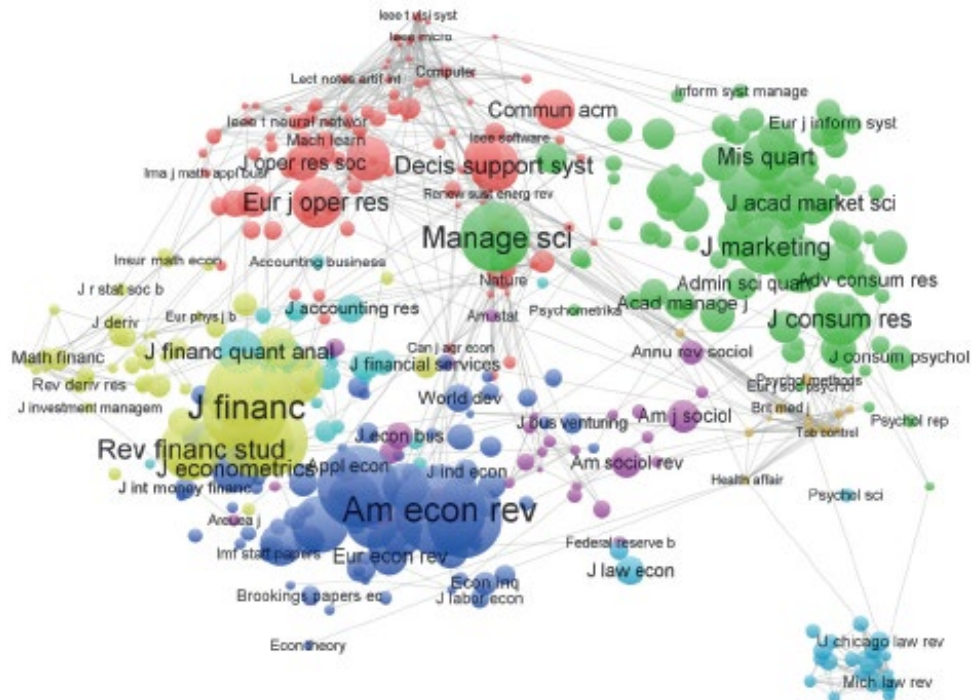 Ieee t vlsi syst
Ieee micro
Computer
Lect notes artif int
Inform syst manage
Commun acm
Ieee t neural networ
Eur j inform syst
Mach learn
Ieee software
J oper res soc
Decis support syst
Mis quart
Ima j math appl busi
Renew sust energ rev
Eur j oper res
J acad market sci
Manage sci
J marketing
Insur math econ
Accounting business
Nature
Admin sci quart
Adv consum res
J r stat soc b
Acad manage j
J deriv
Eur phys j b
J accounting res
Am stat
Psychometrika
J consum res
Math financ
J financ quant anal
Can j agr econ
Annu rev sociol
J consum psychol
Rev deriv res
J financial services
Psychol methods
Eur j soc psychol
J investment managem
J financ
World dev
Brit med j
Am j sociol
J bus venturing
Psychol rep
Tob control
J econ bus
Rev financ stud
J econometrics
Appl econ
J ind econ
Am sociol rev
J int money financ
Health affair
Psychol sci
Am econ rev
Areuea j
Imf staff papers
Eur econ rev
Federal reserve b
J law econ
Econ inq
Brookings papers ec
J labor econ
Econ theory
U chicago law rev
Mich law rev